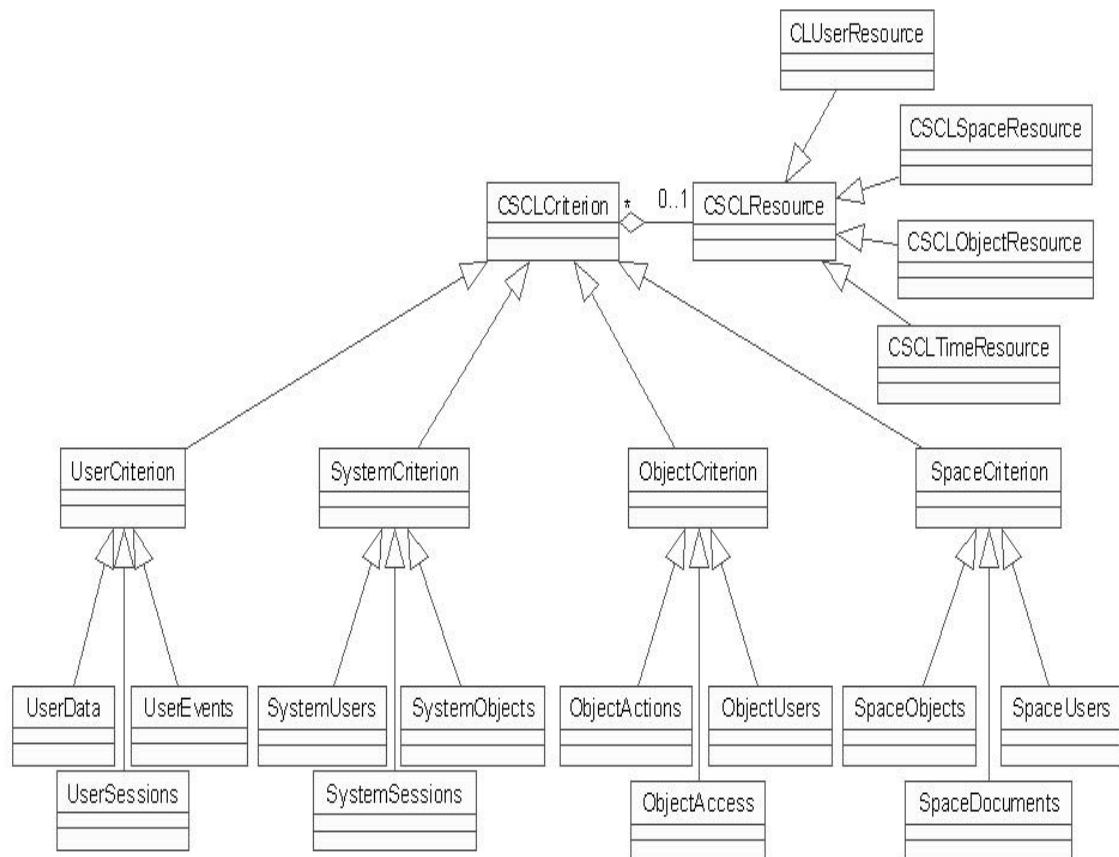 CLUserResource
CSCLSpaceResource
CSCLCriterion
*
0..1
CSCLResource
CSCLObjectResource
CSCLTimeResource
UserCriterion
SystemCriterion
ObjectCriterion
SpaceCriterion
UserData
UserEvents
SystemUsers
SystemObjects
ObjectActions
ObjectUsers
SpaceObjects
SpaceUsers
UserSessions
SystemSessions
ObjectAccess
SpaceDocuments